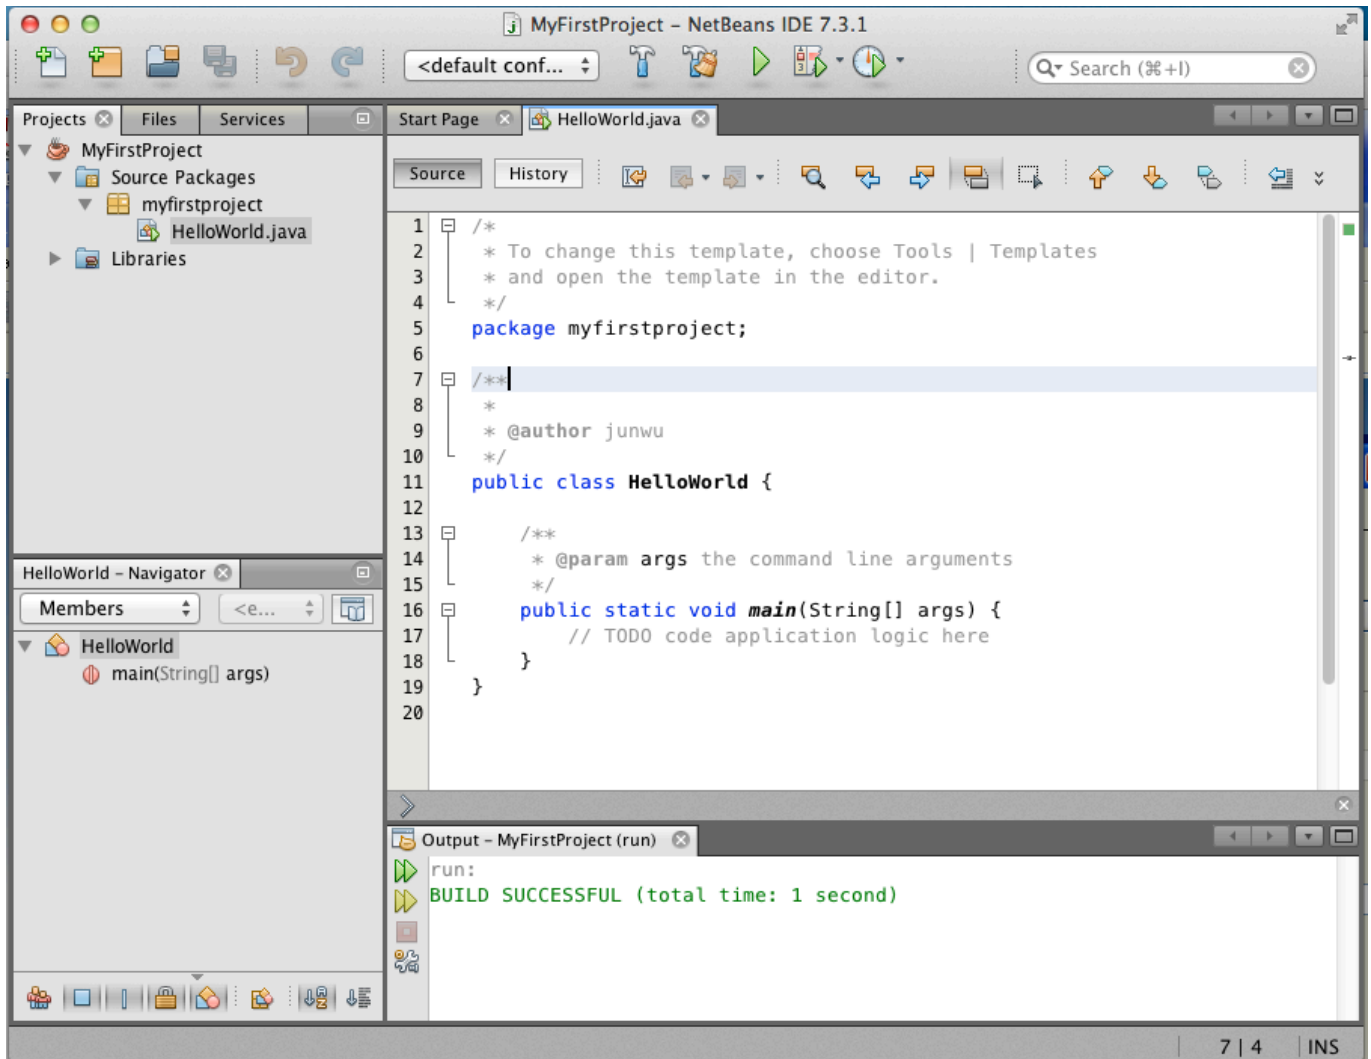 MyFirstProject – NetBeans IDE 7.3.1
<default conf...
Search (⌘+I)
Projects
Files
Services
MyFirstProject
Source Packages
myfirstproject
HelloWorld.java
Libraries
Start Page
HelloWorld.java
Source
History
1 /*
2 * To change this template, choose Tools | Templates
3 * and open the template in the editor.
4 */
5 package myfirstproject;
6
7 /**
8 *
9 * @author junwu
10 */
11 public class HelloWorld {
12
13 /**
14 * @param args the command line arguments
15 */
16 public static void main(String[] args) {
17 // TODO code application logic here
18 }
19 }
20
HelloWorld – Navigator
Members
<e...
HelloWorld
main(String[] args)
Output – MyFirstProject (run)
run:
BUILD SUCCESSFUL (total time: 1 second)
7 | 4
INS